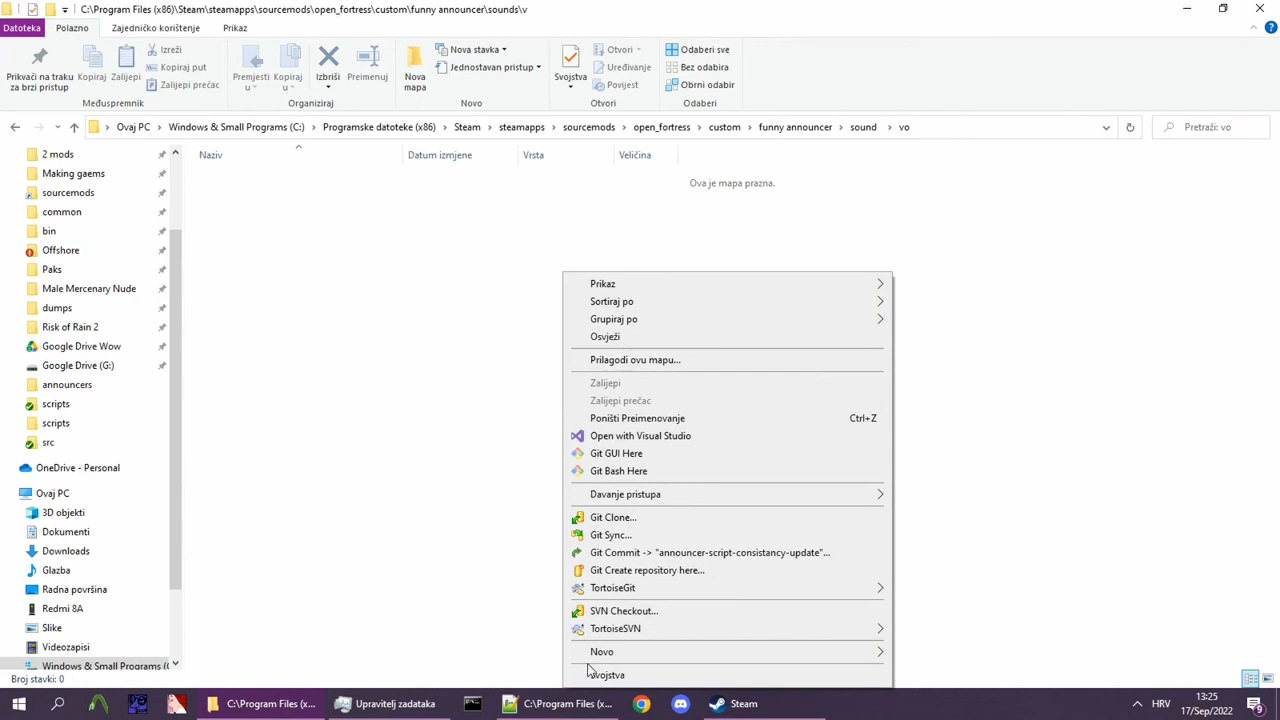 C:\Program Files (x86)\Steam\steamapps\sourcemods\open_fortress\custom\funny announcer\sounds\v
Datoteka Polazno Zajedničko korištenje Prikaz
Prikvači na traku za brzi pristup
Kopiraj
Zalijepi
Izreži
Kopiraj put
Zalijepi prečac
Međuspremnik
Premjesti u
Kopiraj u
Izbriši
Preimenuj
Organiziraj
Nova mapa
Nova stavka
Jednostavan pristup
Novo
Svojstva
Otvori
Uređivanje
Povijest
Otvori
Odaberi sve
Bez odabira
Obrni odabir
Odaberi
Ovaj PC > Windows & Small Programs (C:) > Programske datoteke (x86) > Steam > steamapps > sourcemods > open_fortress > custom > funny announcer > sound > vo
Pretraži: vo
Naziv Datum izmjene Vrsta Veličina
Ova je mapa prazna.
2 mods
Making gaems
sourcemods
common
bin
Offshore
Paks
Male Mercenary Nude
dumps
Risk of Rain 2
Google Drive Wow
Google Drive (G:)
announcers
scripts
scripts
src
OneDrive - Personal
Ovaj PC
3D objekti
Dokumenti
Downloads
Glazba
Radna površina
Redmi 8A
Slike
Videozapisi
Windows & Small Programs (
Prikaz
Sortiraj po
Grupiraj po
Osvježi
Prilagodi ovu mapu...
Zalijepi
Zalijepi prečac
Poništi Preimenovanje Ctrl+Z
Open with Visual Studio
Git GUI Here
Git Bash Here
Davanje pristupa
Git Clone...
Git Sync...
Git Commit -> "announcer-script-consistancy-update"...
Git Create repository here...
TortoiseGit
SVN Checkout...
TortoiseSVN
Novo
Svojstva
Broj stavki: 0
C:\Program Files (x... Upravitelj zadataka C:\Program Files (x... Steam HRV 13:25
17/Sep/2022
9